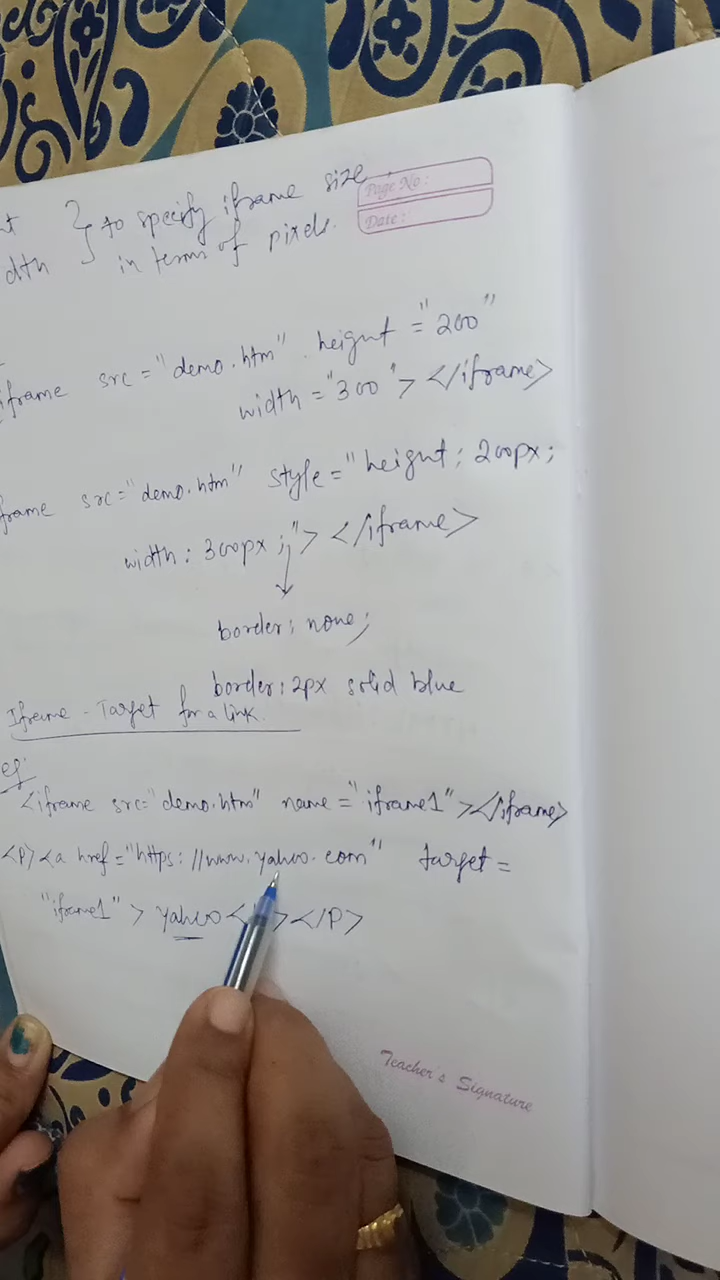 to specify iframe size
Page No :
Date :
dth } in terms of pixels.
iframe src="demo.htm" height="200"
width="300"></iframe>
frame src="demo.htm" style="height: 200px;
width: 300px ;"></iframe>
border: none;
border: 2px solid blue
Iframe - Target for a link.
eg:
<iframe src="demo.htm" name="iframe1"></iframe>
<P><a href="https://www.yahoo.com" target=
"iframe1"> yahoo < ></P>
Teacher's Signature